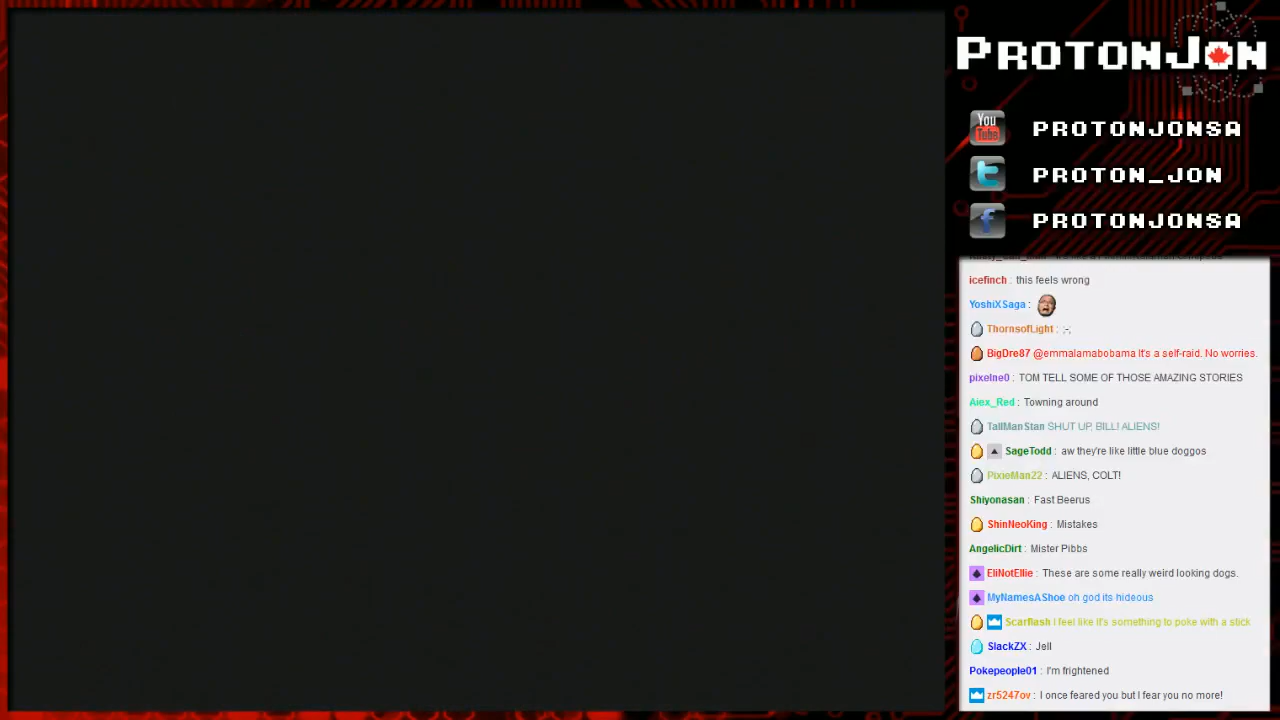 PROTONJON
You Tube PROTONJONSA
PROTON_JON
PROTONJONSA
icefinch : this feels wrong
YoshiXSaga :
ThornsofLight : ;-;
BigDre87 @emmalamabobama It's a self-raid. No worries.
pixelne0 : TOM TELL SOME OF THOSE AMAZING STORIES
Aiex_Red : Towning around
TallManStan SHUT UP, BILL! ALIENS!
SageTodd : aw they're like little blue doggos
PixieMan22 : ALIENS, COLT!
Shiyonasan : Fast Beerus
ShinNeoKing : Mistakes
AngelicDirt : Mister Pibbs
EliNotEllie : These are some really weird looking dogs.
MyNamesAShoe oh god its hideous
Scarflash I feel like it's something to poke with a stick
SlackZX : Jell
Pokepeople01 : I'm frightened
zr5247ov : I once feared you but I fear you no more!